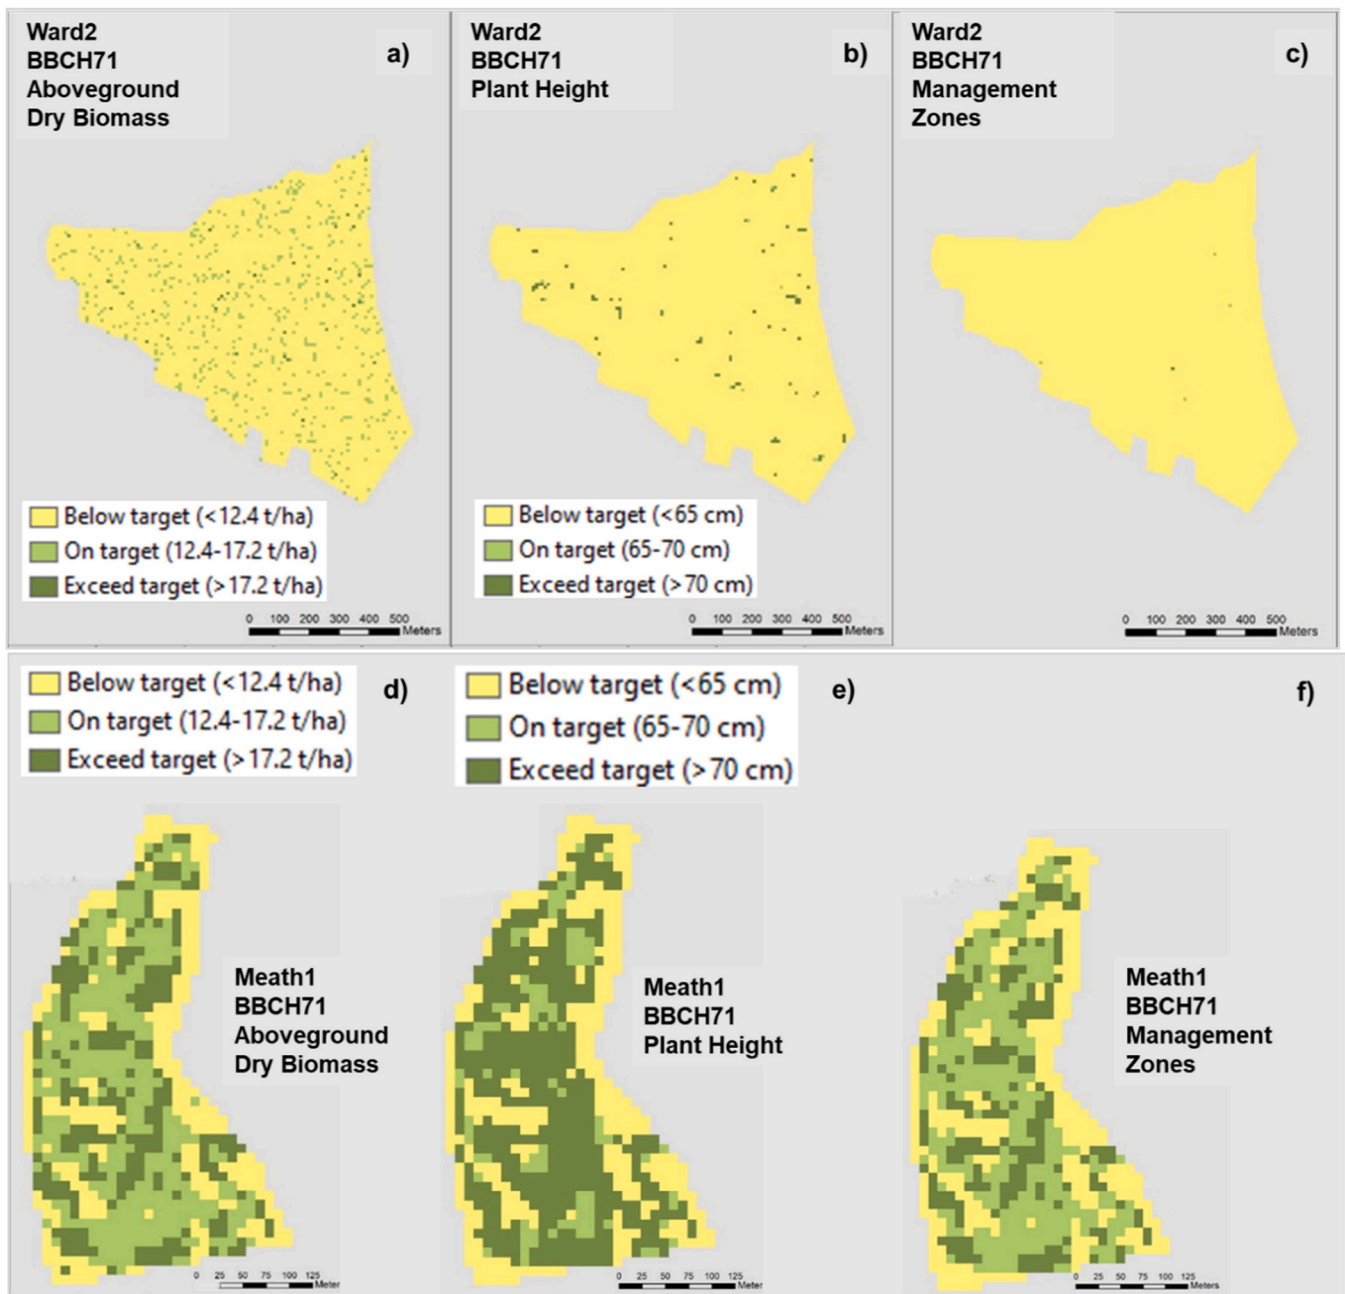 Ward2
BBCH71
Aboveground
Dry Biomass
a)
Below target (<12.4 t/ha)
On target (12.4-17.2 t/ha)
Exceed target (>17.2 t/ha)
0 100 200 300 400 500
Meters
Ward2
BBCH71
Plant Height
b)
Below target (<65 cm)
On target (65-70 cm)
Exceed target (>70 cm)
0 100 200 300 400 500
Meters
Ward2
BBCH71
Management
Zones
c)
0 100 200 300 400 500
Meters
Below target (<12.4 t/ha)
On target (12.4-17.2 t/ha)
Exceed target (>17.2 t/ha)
d)
Meath1
BBCH71
Aboveground
Dry Biomass
0 25 50 75 100 125
Meter
Below target (<65 cm)
On target (65-70 cm)
Exceed target (>70 cm)
e)
Meath1
BBCH71
Plant Height
0 25 50 75 100 125
Meter
f)
Meath1
BBCH71
Management
Zones
0 25 50 75 100 125
Meters